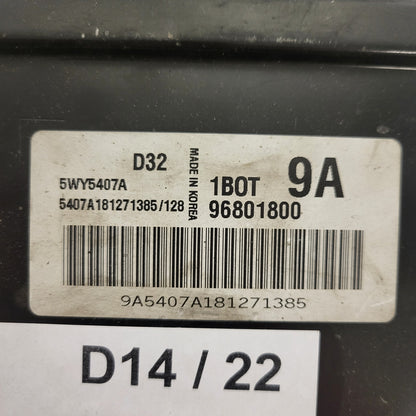 D32
5WY5407A
5407A181271385/128
MADE IN KOREA
1BOT 9A
96801800
9A5407A181271385
D14 / 22